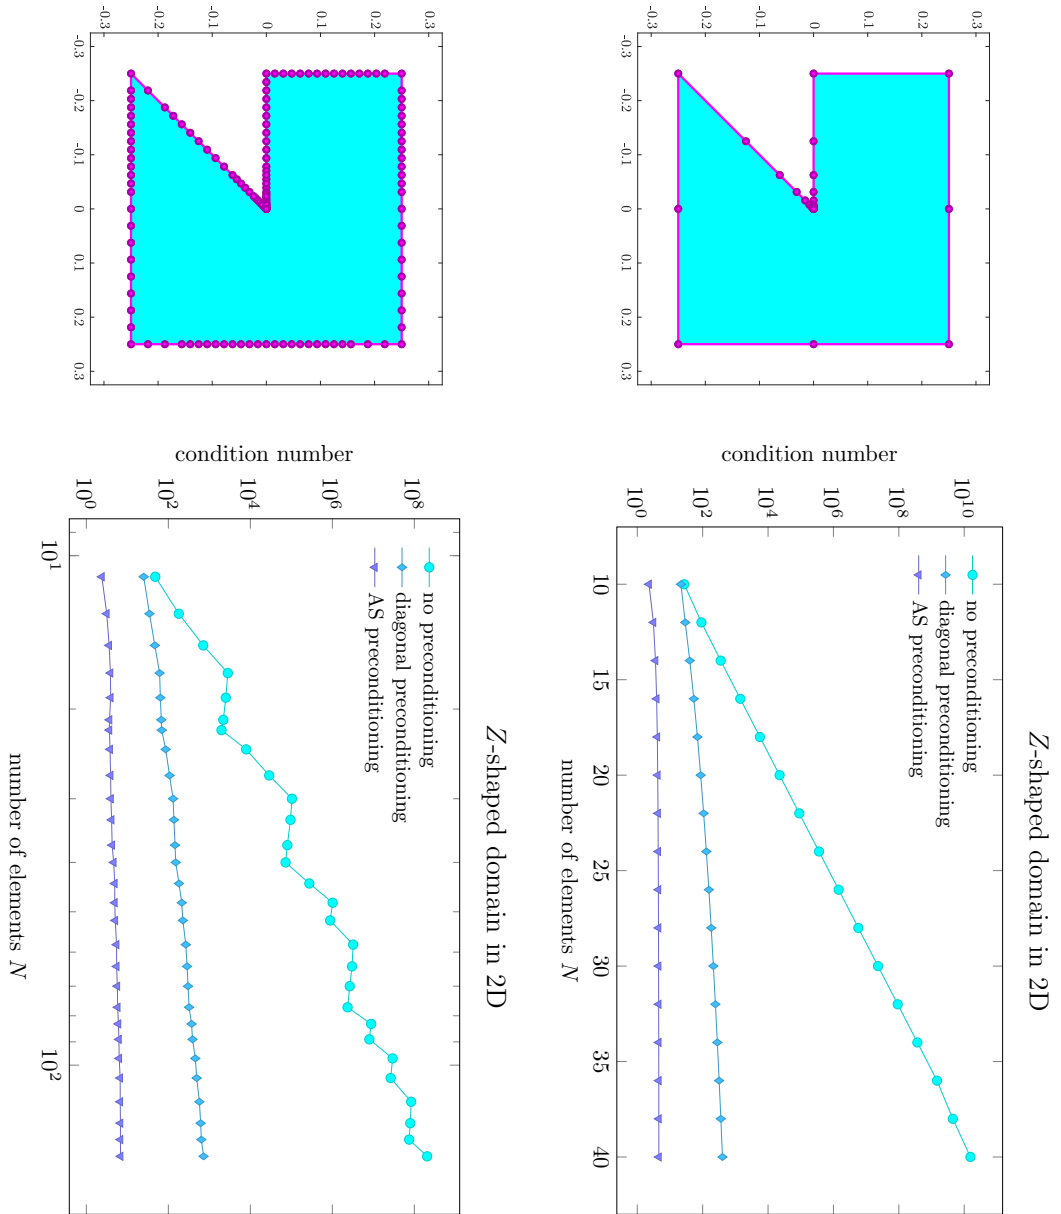 0.3
0.2
0.1
0
-0.1
-0.2
-0.3
-0.3 -0.2 -0.1 0 0.1 0.2 0.3
Z-shaped domain in 2D
condition number
10^10
10^8
10^6
10^4
10^2
10^0
no preconditioning
diagonal preconditioning
AS preconditioning
10 15 20 25 30 35 40
number of elements N
0.3
0.2
0.1
0
-0.1
-0.2
-0.3
-0.3 -0.2 -0.1 0 0.1 0.2 0.3
Z-shaped domain in 2D
condition number
10^8
10^6
10^4
10^2
10^0
no preconditioning
diagonal preconditioning
AS preconditioning
10^1 10^2
number of elements N